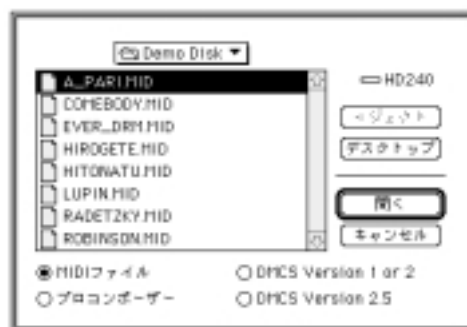 Demo Disk
A_PARI.MID
HD240
COMEBODY.MID
EVER_DRM.MID
イジェクト
HIROGETE.MID
デスクトップ
HITONATU.MID
LUPIN.MID
開く
RADETZKY.MID
ROBINSON.MID
キャンセル
MIDIファイル
DMCS Version 1 or 2
プロコンポーザー
DMCS Version 2.5